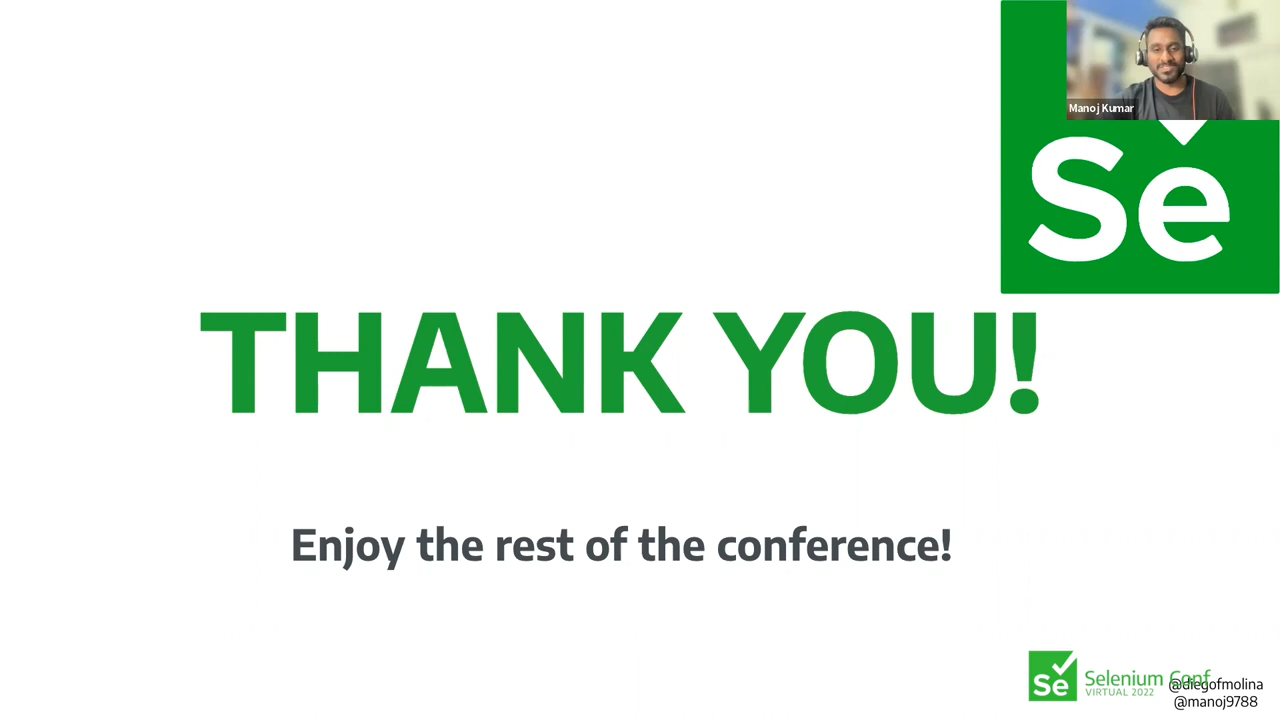 Manoj Kumar
Se
THANK YOU!
Enjoy the rest of the conference!
Se
Selenium Conf
VIRTUAL 2022
@diegofmolina
@manoj9788